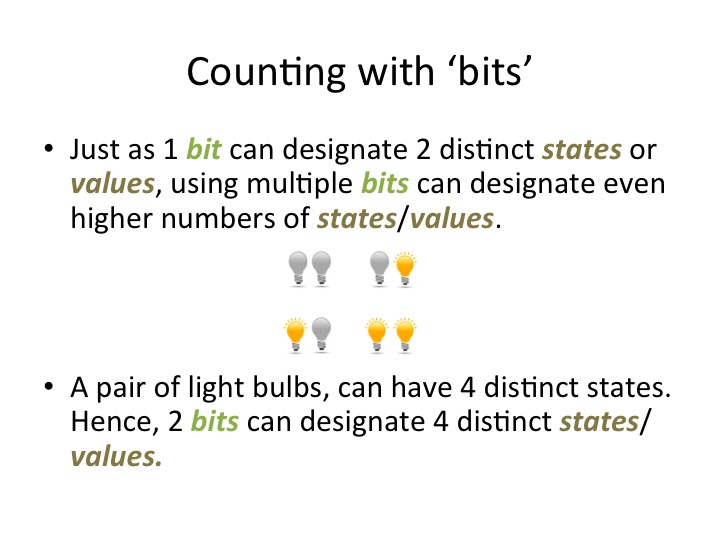 Counting with ‘bits’
• Just as 1 bit can designate 2 distinct states or
values, using multiple bits can designate even
higher numbers of states/values.
• A pair of light bulbs, can have 4 distinct states.
Hence, 2 bits can designate 4 distinct states/
values.